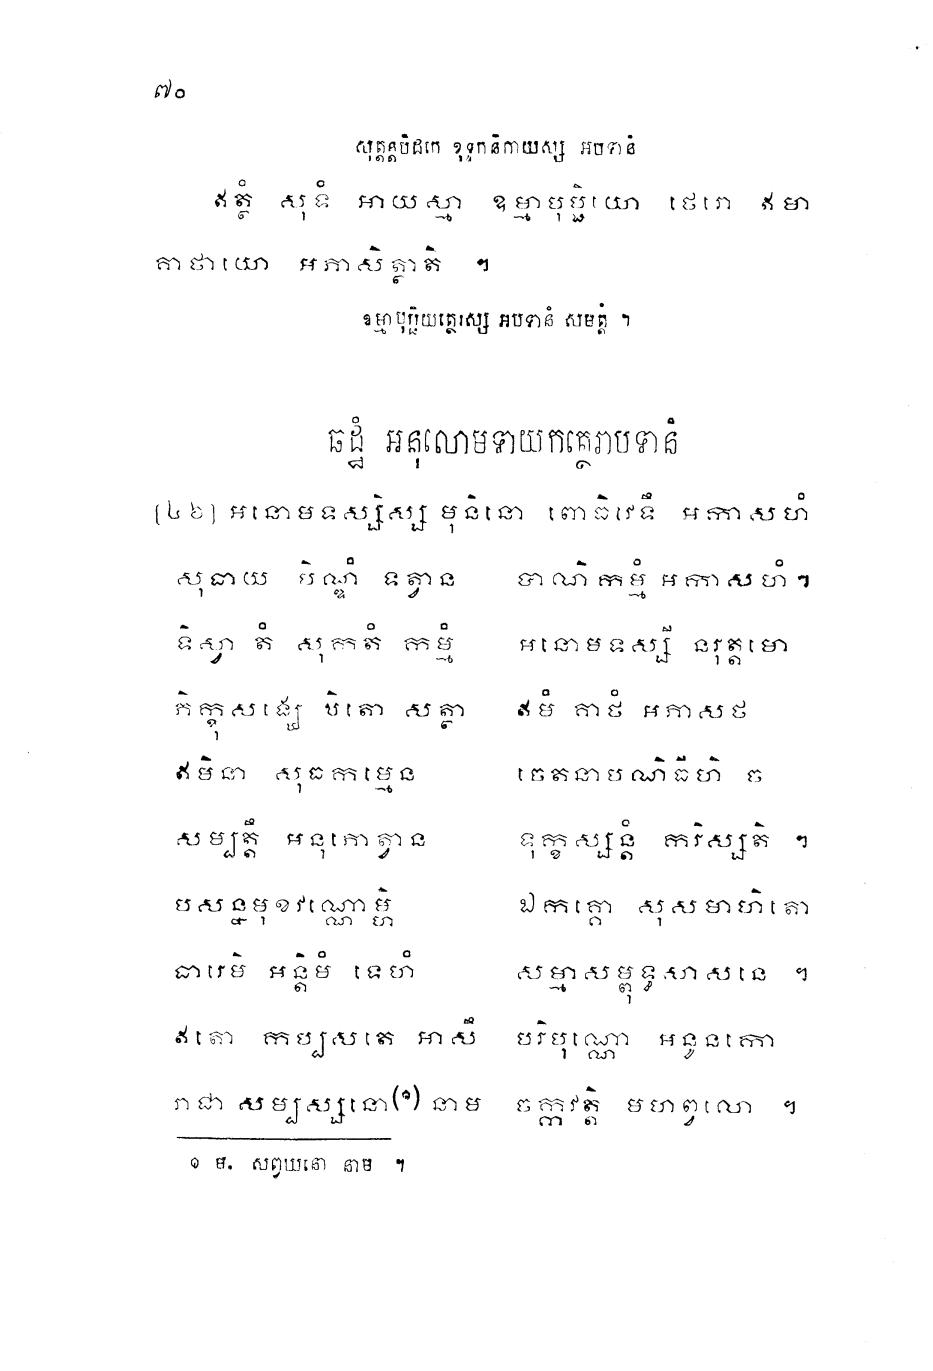 ៧០
សុត្តន្តបិដកេ ខុទ្ទកនិកាយស្ស អបទានំ
ឥត្ថំ សុទំ អាយស្មា ឧម្មាបុប្ផិយោ ថេរោ ឥមា
គាថាយោ អភាសិត្ថាតិ ។
ឧម្មាបុប្ផិយត្ថេរស្ស អបទានំ សមត្តំ ។
ឆដ្ឋំ អនុលោមទាយកត្ថេរាបទានំ
[៤៦] អនោមទស្សិស្ស មុនិនោ ពោធិវេទឹ អកាសហំ
សុធាយ បិណ្ឌំ ទត្វាន បាណិកម្មំ អកាសហំ។
ទិស្វា តំ សុកតំ កម្មំ អនោមទស្សី នរុត្តមោ
ភិក្ខុសង្ឃេ ឋិតោ សត្ថា ឥមំ គាថំ អភាសថ
ឥមិនា សុធកម្មេន ចេតនាបណិធីហិ ច
សម្បត្តឹ អនុភោត្វាន ទុក្ខស្សន្តំ ករិស្សតិ ។
បសន្នមុខវណ្ណោម្ហិ ឯកគ្គោ សុសមាហិតោ
ធារេមិ អន្តិមំ ទេហំ សម្មាសម្ពុទ្ធសាសនេ ។
ឥតោ កប្បសតេ អាសឹ បរិបុណ្ណោ អនូនកោ
រាជា សម្បស្សនោ(១) នាម ចក្កវត្តិ មហាព្វលោ ។
១ ម. សព្វឃនោ នាម ។